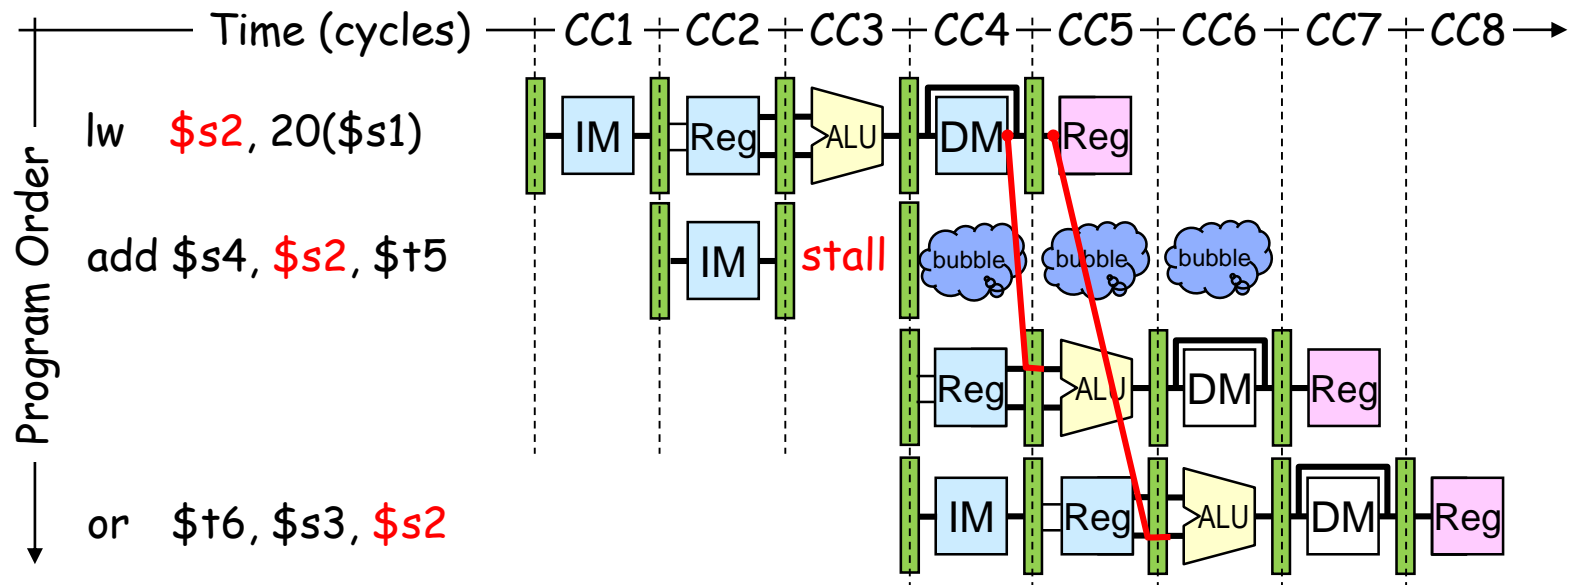 Time (cycles) CC1 CC2 CC3 CC4 CC5 CC6 CC7 CC8
Program Order
lw $s2, 20($s1) IM Reg ALU DM Reg
add $s4, $s2, $t5 IM stall bubble bubble bubble
Reg ALU DM Reg
or $t6, $s3, $s2 IM Reg ALU DM Reg